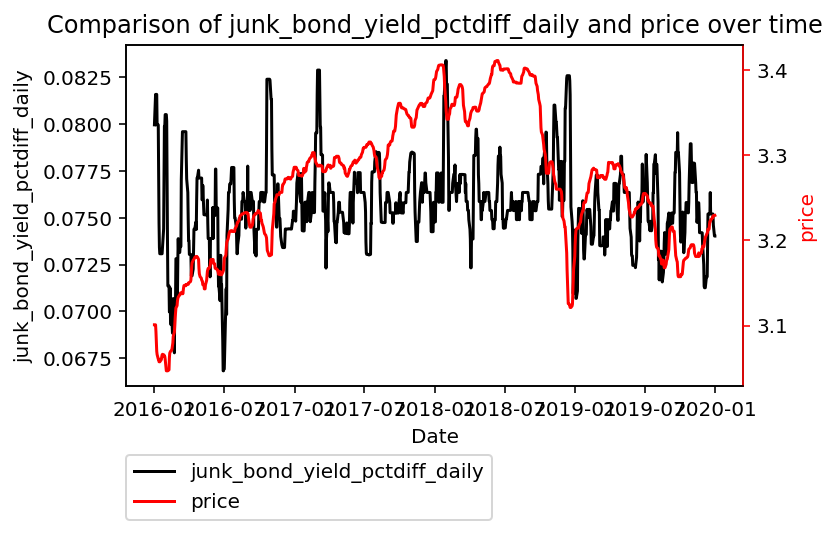 Comparison of junk_bond_yield_pctdiff_daily and price over time
junk_bond_yield_pctdiff_daily
0.0825
0.0800
0.0775
0.0750
0.0725
0.0700
0.0675
3.4
3.3
3.2
3.1
price
2016-01 2016-07 2017-01 2017-07 2018-01 2018-07 2019-01 2019-07 2020-01
Date
junk_bond_yield_pctdiff_daily
price